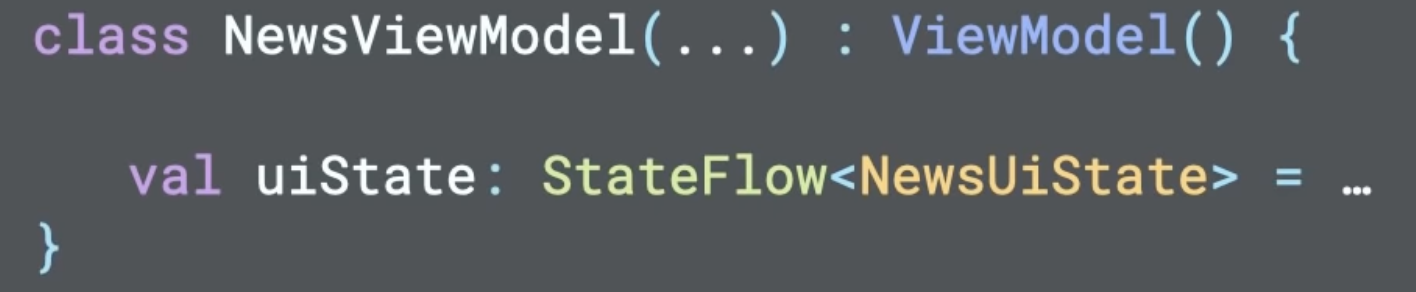 class NewsViewModel(...) : ViewModel() {
val uiState: StateFlow<NewsUiState> = …
}